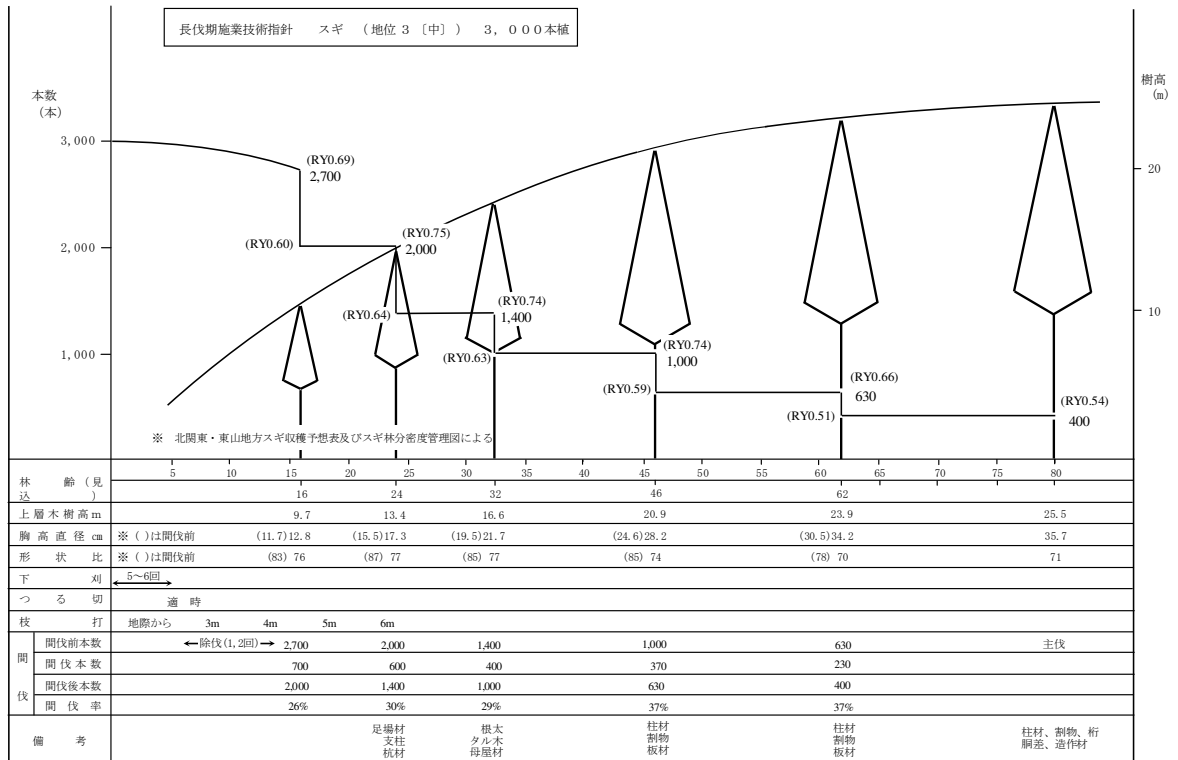 長伐期施業技術指針　スギ　（地位３〔中〕）　３，０００本植
本数
（本）
樹高
(m)
3,000
2,000
1,000
20
10
(RY0.69)
2,700
(RY0.60)
(RY0.75)
2,000
(RY0.64)
(RY0.74)
1,400
(RY0.63)
(RY0.74)
1,000
(RY0.59)
(RY0.66)
630
(RY0.51)
(RY0.54)
400
※　北関東・東山地方スギ収穫予想表及びスギ林分密度管理図による
5 10 15 20 25 30 35 40 45 50 55 60 65 70 75 80
林　齢（見
込　）
16 24 32 46 62
上層木樹高ｍ 9.7 13.4 16.6 20.9 23.9 25.5
胸高直径㎝ ※（ ）は間伐前 (11.7)12.8 (15.5)17.3 (19.5)21.7 (24.6)28.2 (30.5)34.2 35.7
形状比 ※（ ）は間伐前 (83) 76 (87) 77 (85) 77 (85) 74 (78) 70 71
下刈 5～6回
つる切 適　時
枝打 地際から 3m 4m 5m 6m
間伐
間伐前本数 除伐(1,2回) 2,700 2,000 1,400 1,000 630 主伐
間伐本数 700 600 400 370 230
間伐後本数 2,000 1,400 1,000 630 400
間伐率 26% 30% 29% 37% 37%
備考
足場材
支柱
杭材
根太
タル木
母屋材
柱材
割物
板材
柱材
割物
板材
柱材、割物、桁
胴差、造作材